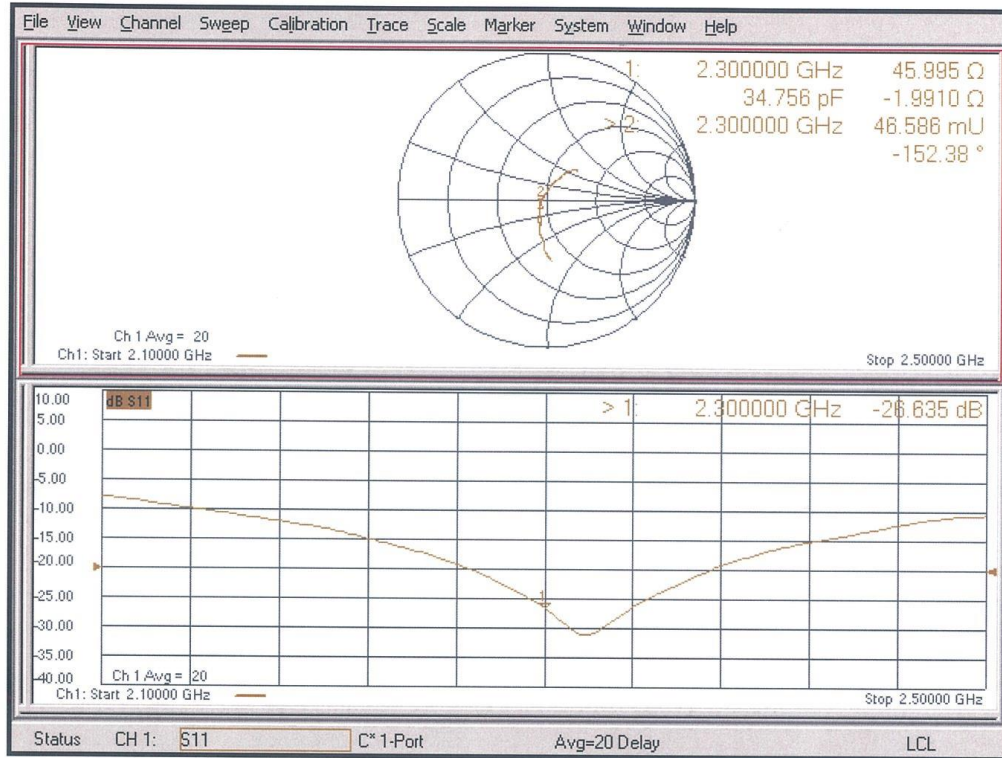 File View Channel Sweep Calibration Trace Scale Marker System Window Help
1: 2.300000 GHz 45.995 Ω
34.756 pF -1.9910 Ω
> 2: 2.300000 GHz 46.586 mU
-152.38 °
2
1
Ch 1 Avg = 20
Ch1: Start 2.10000 GHz
Stop 2.50000 GHz
10.00
dB S11
> 1: 2.300000 GHz -26.635 dB
5.00
0.00
-5.00
-10.00
-15.00
-20.00
-25.00
1
-30.00
-35.00
-40.00
Ch 1 Avg = 20
Ch1: Start 2.10000 GHz
Stop 2.50000 GHz
Status CH 1: S11 C* 1-Port Avg=20 Delay LCL